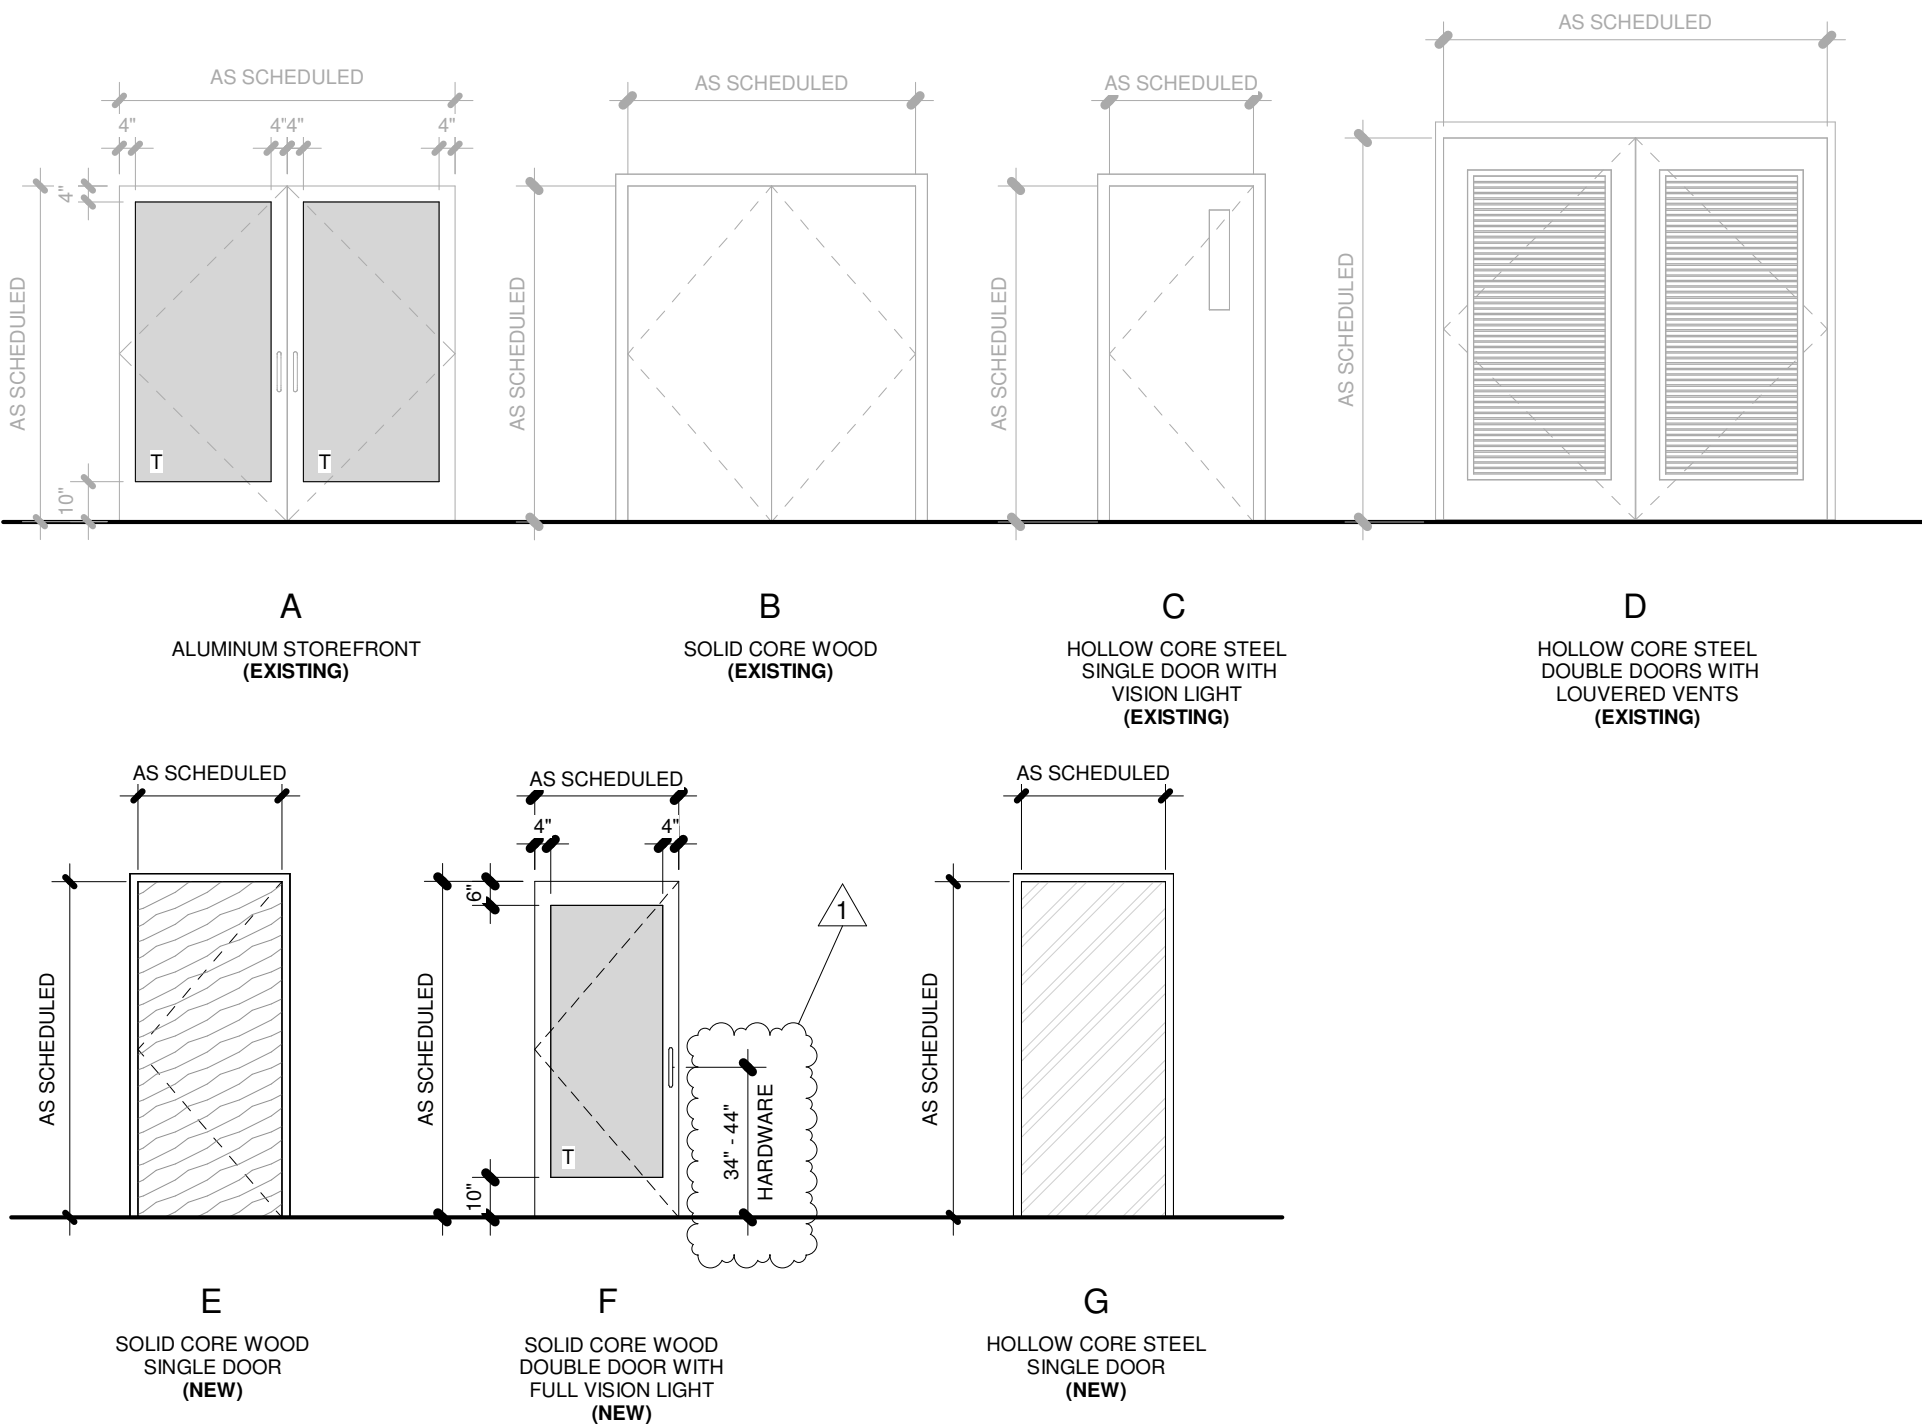 AS SCHEDULED
AS SCHEDULED
AS SCHEDULED
AS SCHEDULED
4"
4"4"
4"
4"
10"
AS SCHEDULED
T
T
AS SCHEDULED
AS SCHEDULED
AS SCHEDULED
A
ALUMINUM STOREFRONT
(EXISTING)
B
SOLID CORE WOOD
(EXISTING)
C
HOLLOW CORE STEEL
SINGLE DOOR WITH
VISION LIGHT
(EXISTING)
D
HOLLOW CORE STEEL
DOUBLE DOORS WITH
LOUVERED VENTS
(EXISTING)
AS SCHEDULED
AS SCHEDULED
AS SCHEDULED
4"
4"
6"
10"
AS SCHEDULED
AS SCHEDULED
T
1
34" - 44"
HARDWARE
AS SCHEDULED
E
SOLID CORE WOOD
SINGLE DOOR
(NEW)
F
SOLID CORE WOOD
DOUBLE DOOR WITH
FULL VISION LIGHT
(NEW)
G
HOLLOW CORE STEEL
SINGLE DOOR
(NEW)